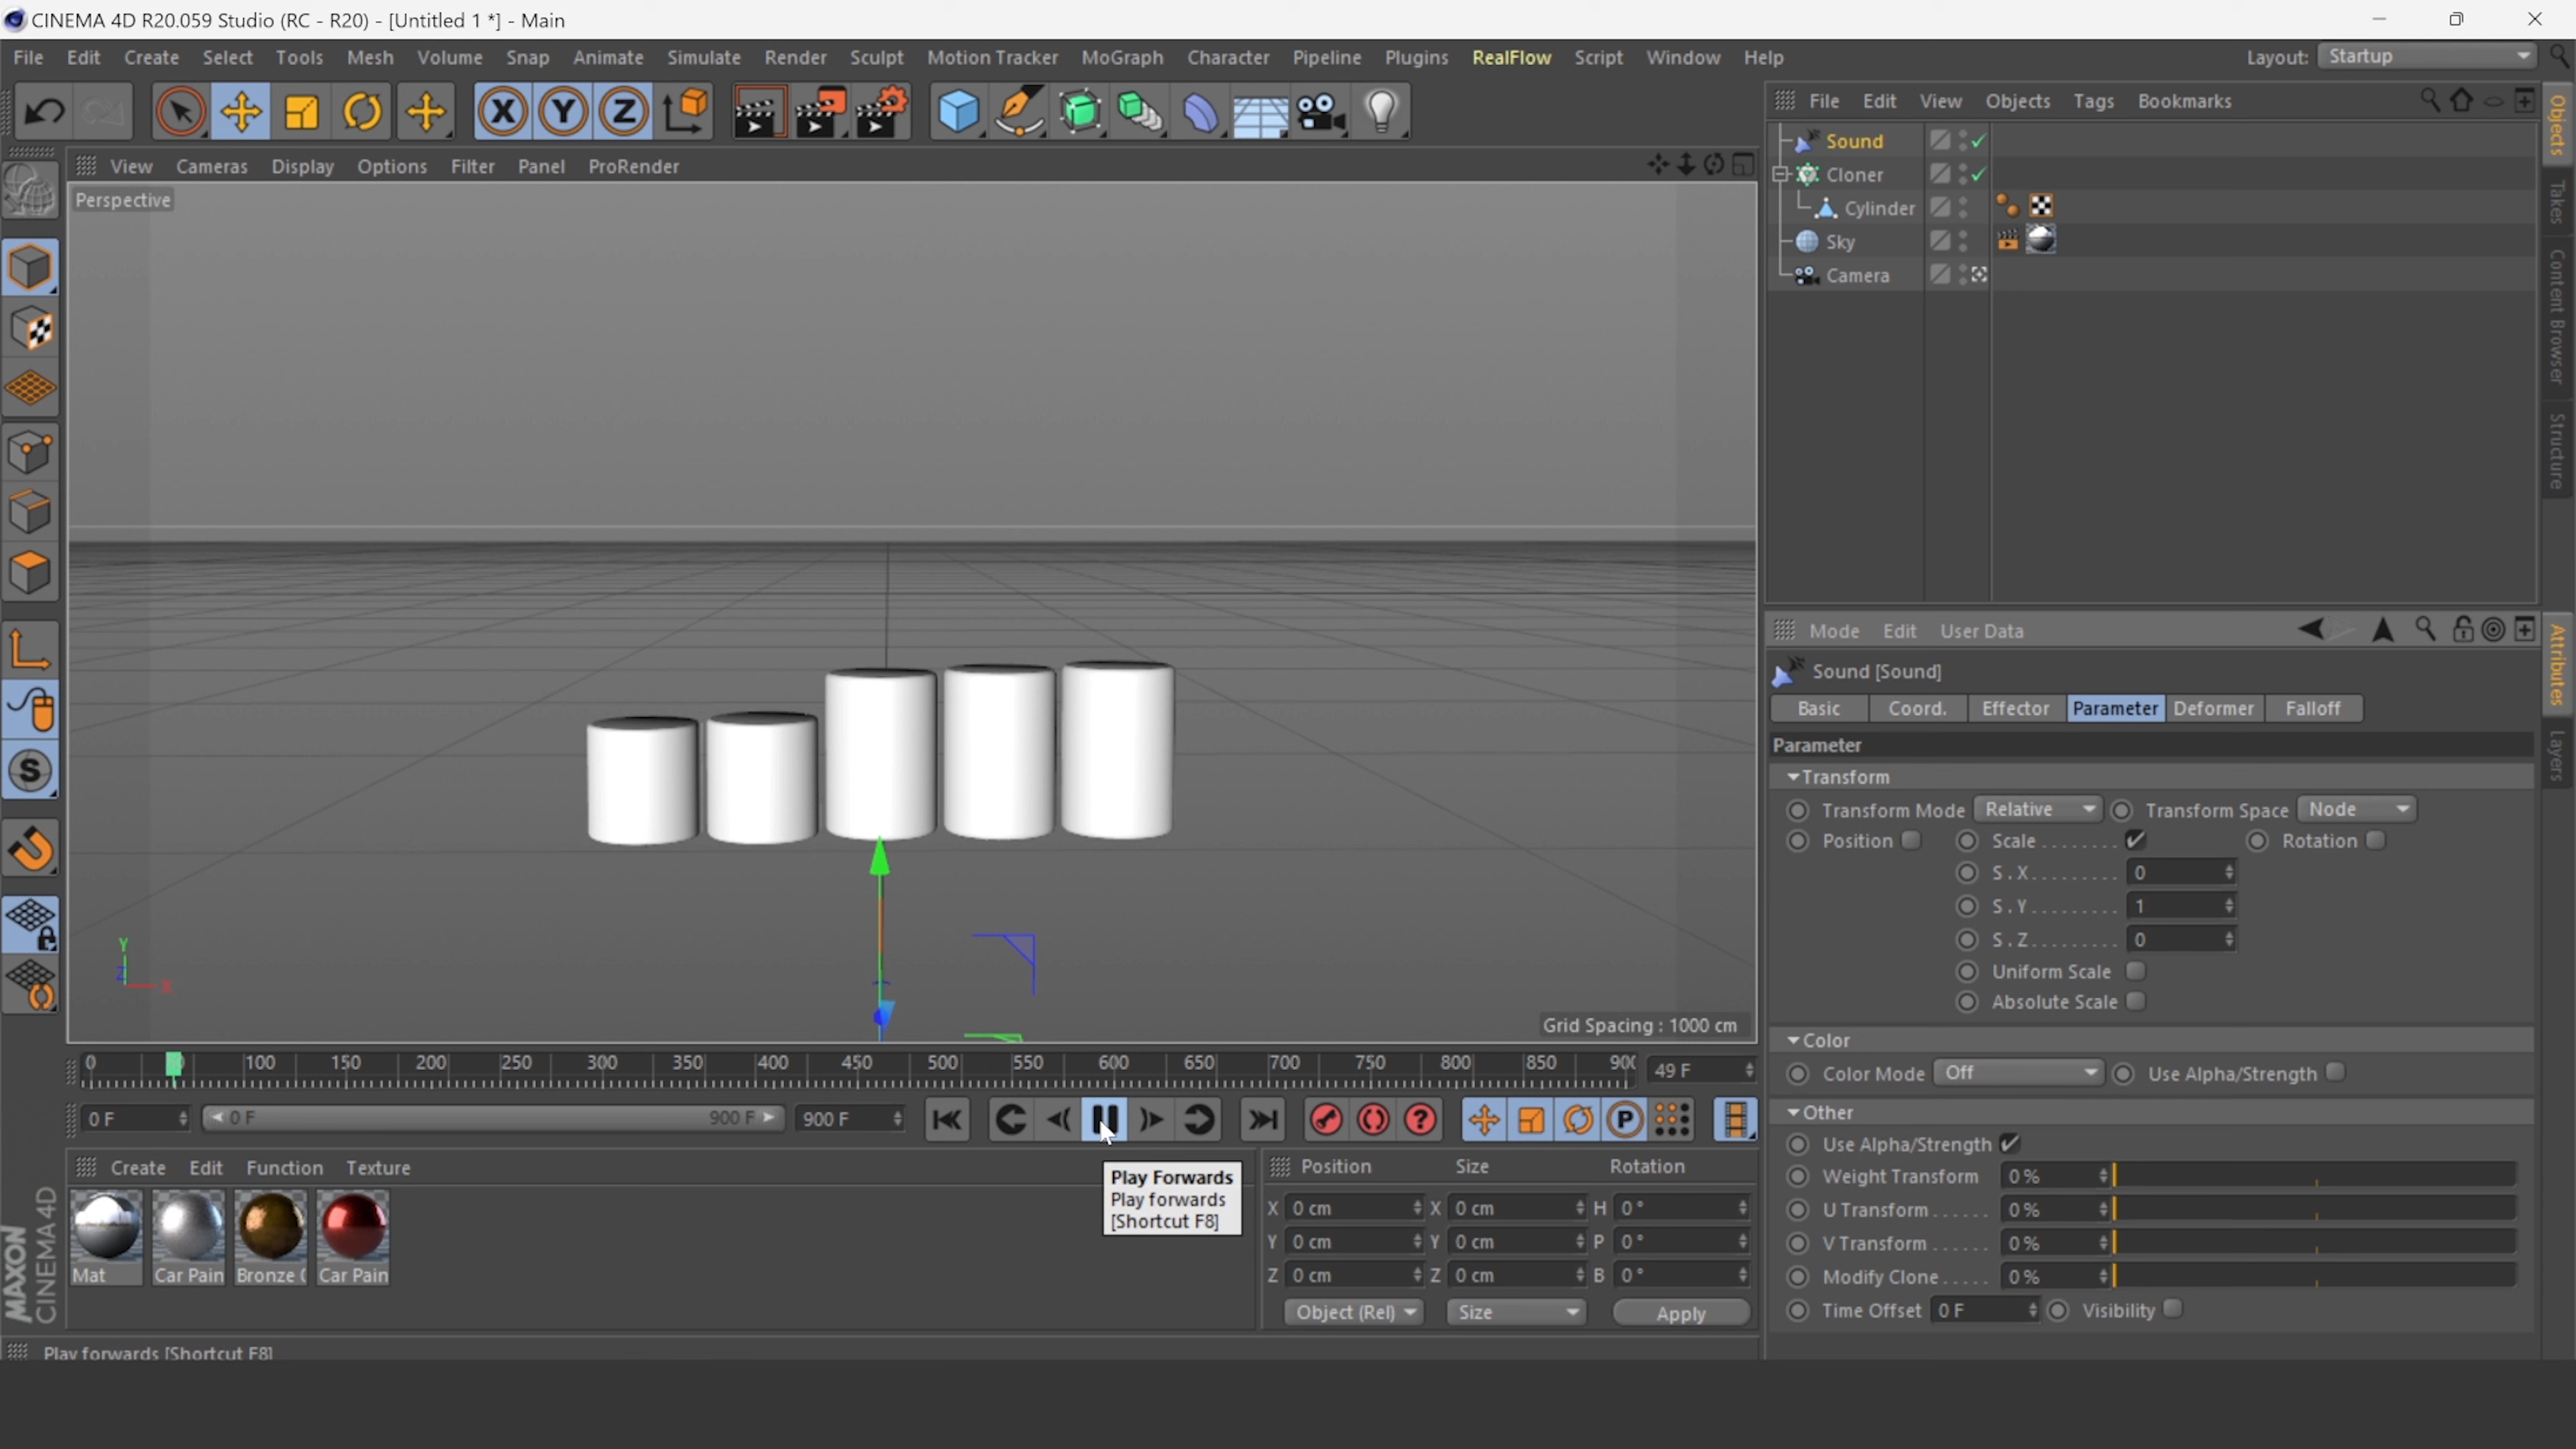 CINEMA 4D R20.059 Studio (RC - R20) - [Untitled 1 *] - Main
File Edit Create Select Tools Mesh Volume Snap Animate Simulate Render Sculpt Motion Tracker MoGraph Character Pipeline Plugins RealFlow Script Window Help Layout: Startup
X Y Z
File Edit View Objects Tags Bookmarks
View Cameras Display Options Filter Panel ProRender
Perspective
Sound
Cloner
Cylinder
Sky
Camera
Objects
Takes
Content Browser
Structure
Mode Edit User Data
Sound [Sound]
Basic Coord. Effector Parameter Deformer Falloff
Parameter
Transform
Transform Mode Relative Transform Space Node
Position Scale........ Rotation
S . X......... 0
S . Y......... 1
S . Z......... 0
Uniform Scale
Absolute Scale
Color
Color Mode Off Use Alpha/Strength
Other
Use Alpha/Strength
Weight Transform 0 %
U Transform...... 0 %
V Transform...... 0 %
Modify Clone..... 0 %
Time Offset 0 F Visibility
Attributes
Layers
S
Y
Z
X
Grid Spacing : 1000 cm
0 100 150 200 250 300 350 400 450 500 550 600 650 700 750 800 850 90 49 F
0 F 0 F 900 F 900 F
? P
Create Edit Function Texture
Mat Car Pain Bronze ( Car Pain
Play Forwards
Play forwards
[Shortcut F8]
Position Size Rotation
X 0 cm X 0 cm H 0 °
Y 0 cm Y 0 cm P 0 °
Z 0 cm Z 0 cm B 0 °
Object (Rel) Size Apply
MAXON
CINEMA 4D
Play forwards [Shortcut F8]